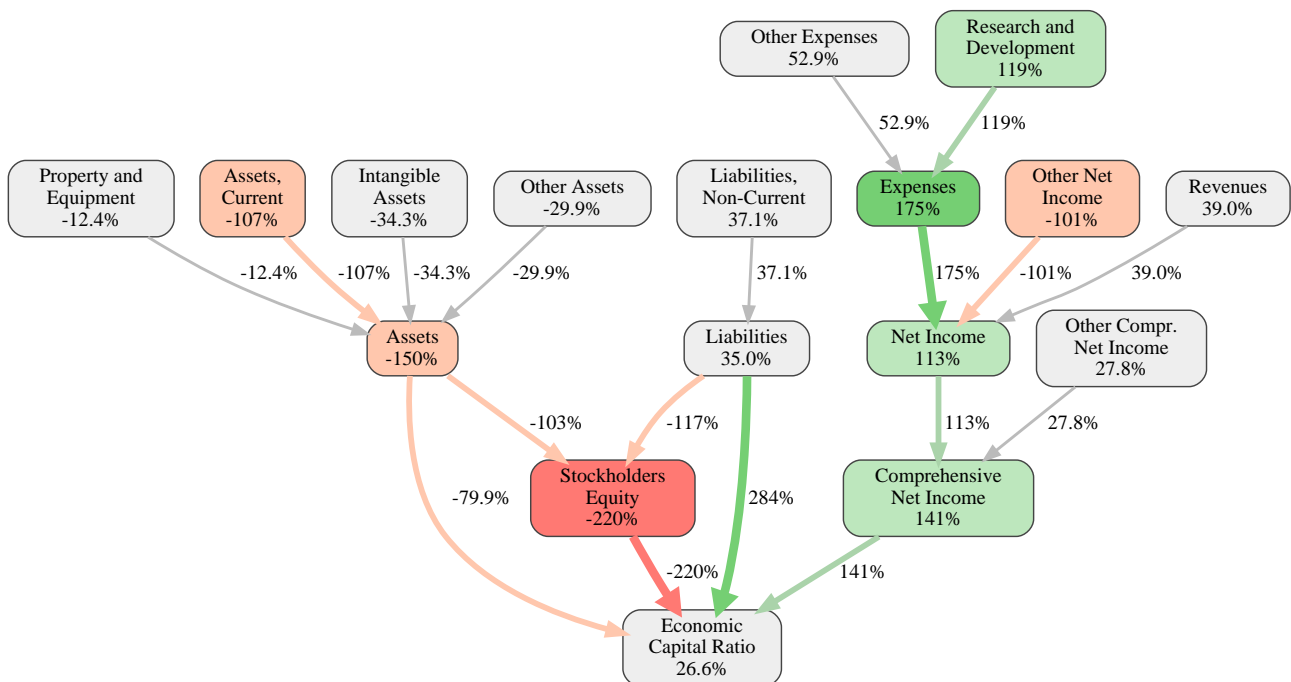 Other Expenses
52.9%
Research and
Development
119%
52.9%
119%
Property and
Equipment
-12.4%
Assets,
Current
-107%
Intangible
Assets
-34.3%
Other Assets
-29.9%
Liabilities,
Non-Current
37.1%
Expenses
175%
Other Net
Income
-101%
Revenues
39.0%
-12.4%
-107%
-34.3%
-29.9%
37.1%
175%
-101%
39.0%
Assets
-150%
Liabilities
35.0%
Net Income
113%
Other Compr.
Net Income
27.8%
-103%
-117%
113%
27.8%
Stockholders
Equity
-220%
Comprehensive
Net Income
141%
-79.9%
284%
-220%
141%
Economic
Capital Ratio
26.6%